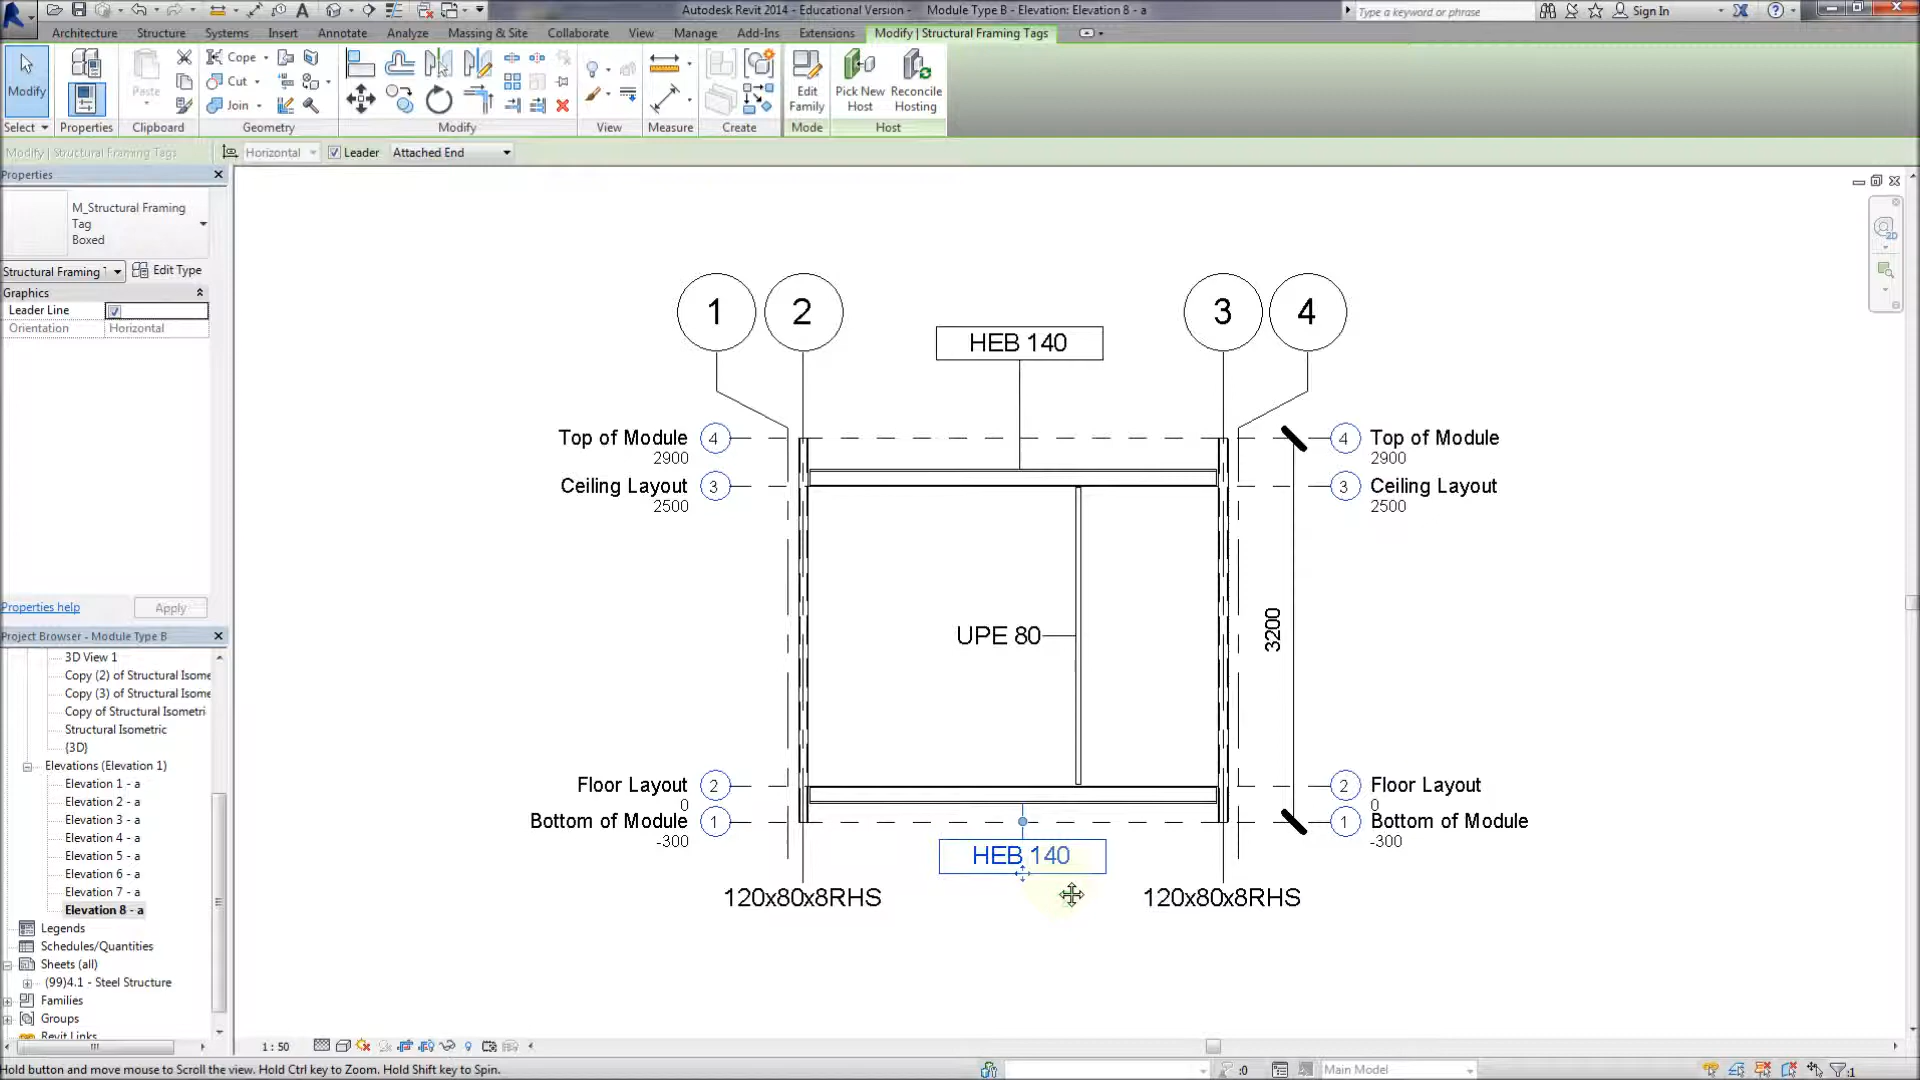 Autodesk Revit 2014 - Educational Version -    Module Type B - Elevation: Elevation 8 - a
Type a keyword or phrase
Sign In
Architecture Structure Systems Insert Annotate Analyze Massing & Site Collaborate View Manage Add-Ins Extensions Modify | Structural Framing Tags
Modify
Paste
Cope
Cut
Join
Edit Family
Pick New Host
Reconcile Hosting
Select Properties Clipboard Geometry Modify View Measure Create Mode Host
Modify | Structural Framing Tags
Horizontal
Leader
Attached End
Properties
M_Structural Framing
Tag
Boxed
Structural Framing T
Edit Type
Graphics
Leader Line
Orientation Horizontal
Properties help
Apply
Project Browser - Module Type B
3D View 1
Copy (2) of Structural Isome
Copy (3) of Structural Isome
Copy of Structural Isometri
Structural Isometric
{3D}
Elevations (Elevation 1)
Elevation 1 - a
Elevation 2 - a
Elevation 3 - a
Elevation 4 - a
Elevation 5 - a
Elevation 6 - a
Elevation 7 - a
Elevation 8 - a
Legends
Schedules/Quantities
Sheets (all)
(99)4.1 - Steel Structure
Families
Groups
Revit Links
1 2 3 4
HEB 140
Top of Module 4
2900
4 Top of Module
2900
Ceiling Layout 3
2500
3 Ceiling Layout
2500
UPE 80
3200
Floor Layout 2
0
2 Floor Layout
0
Bottom of Module 1
-300
1 Bottom of Module
-300
HEB 140
120x80x8RHS
120x80x8RHS
1 : 50
Hold button and move mouse to Scroll the view. Hold Ctrl key to Zoom. Hold Shift key to Spin.
:0
Main Model
:1
2D